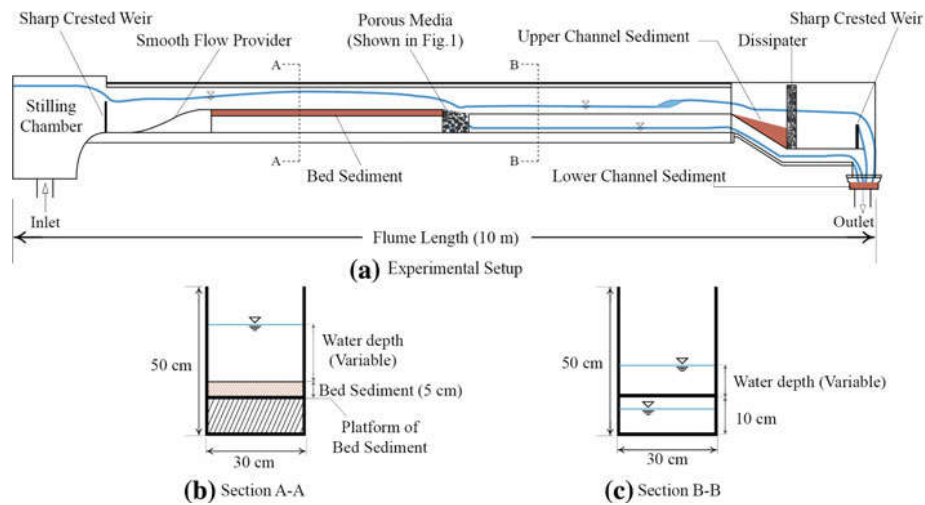 Sharp Crested Weir
Smooth Flow Provider
Porous Media
(Shown in Fig.1)
Upper Channel Sediment
Dissipater
Sharp Crested Weir
A
B
Stilling
Chamber
A
B
Bed Sediment
Lower Channel Sediment
Inlet
Outlet
Flume Length (10 m)
(a) Experimental Setup
50 cm
Water depth
(Variable)
Bed Sediment (5 cm)
Platform of
Bed Sediment
30 cm
(b) Section A-A
50 cm
Water depth (Variable)
10 cm
30 cm
(c) Section B-B